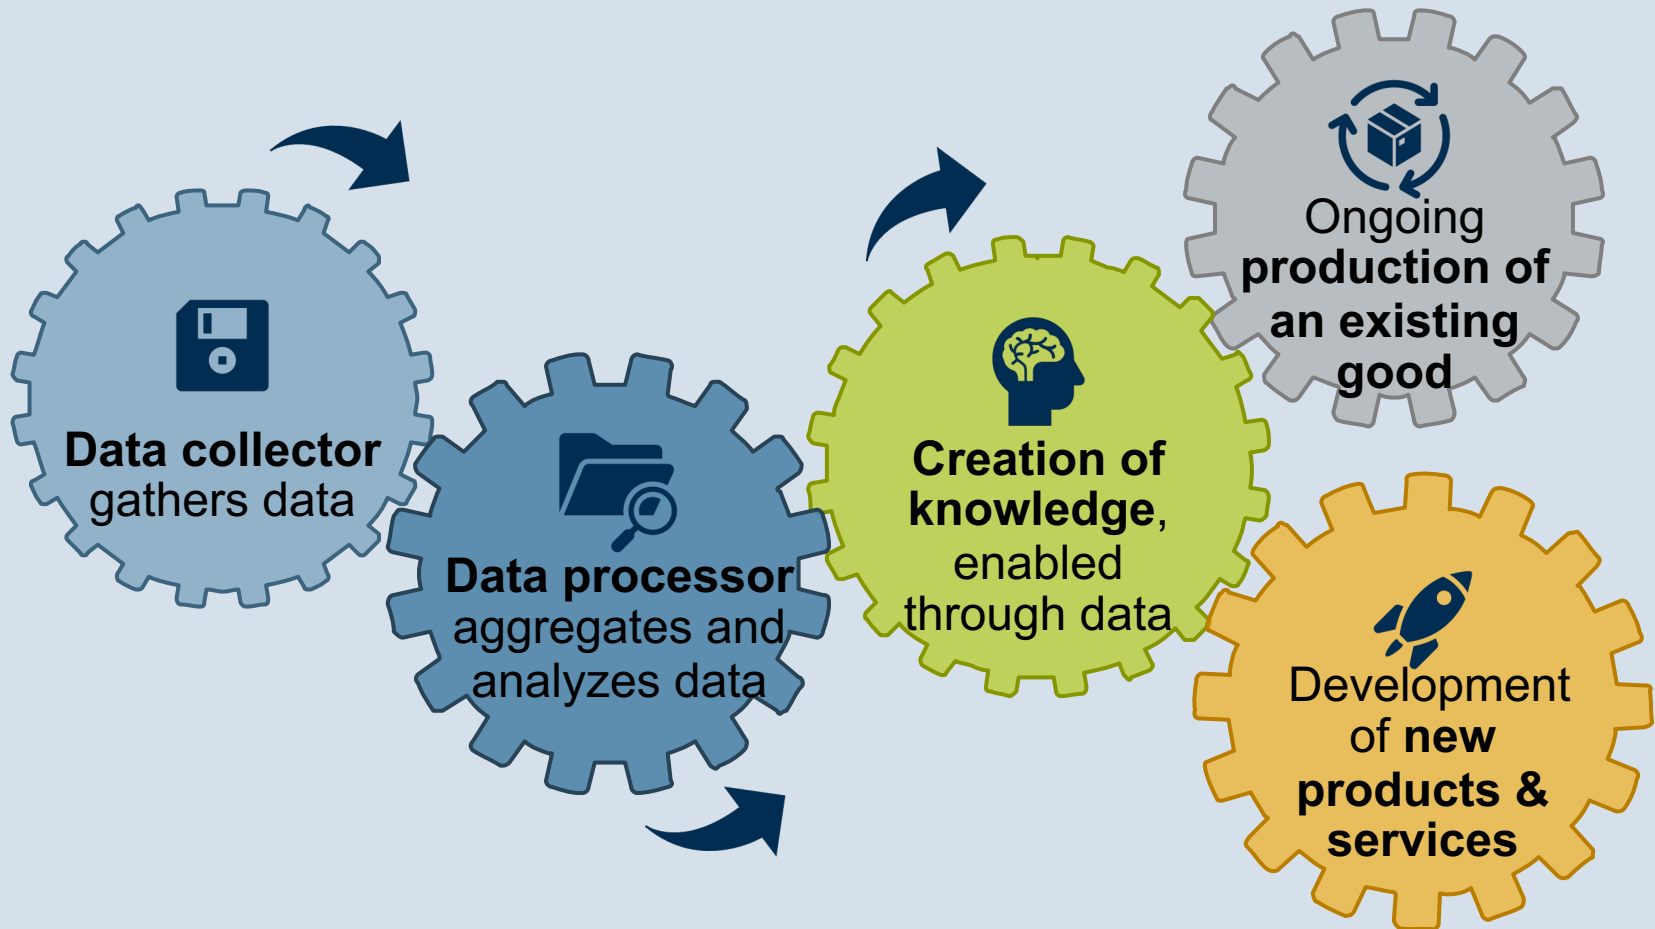 Data collector
gathers data
Data processor
aggregates and
analyzes data
Creation of
knowledge,
enabled
through data
Ongoing
production of
an existing
good
Development
of new
products &
services